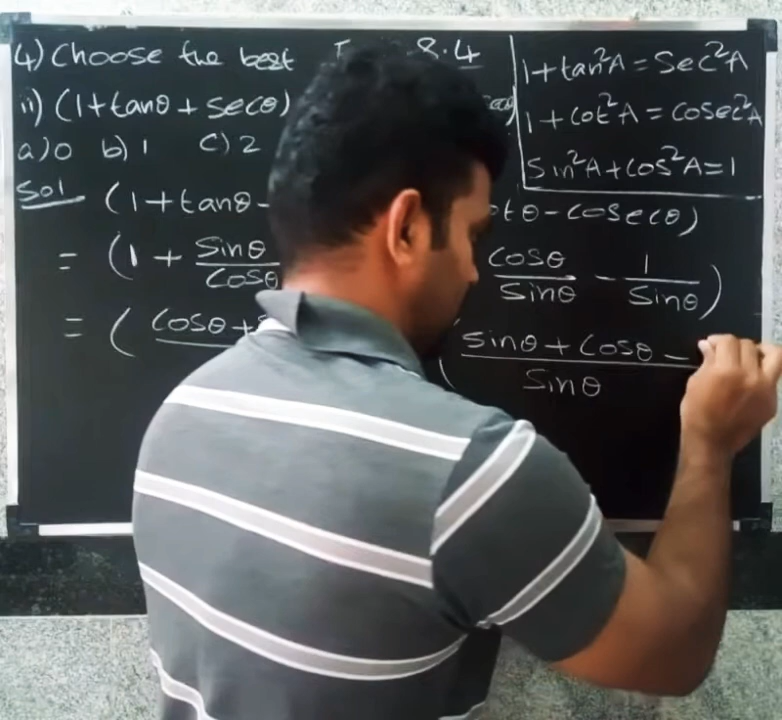 4) Choose the best 8.4
ii) (1+tanθ + secθ)
a) 0 b) 1 c) 2
Sol (1+tanθ - cotθ - cosecθ)
= (1 + sinθ/cosθ cosθ/sinθ - 1/sinθ)
= ( cosθ + (sinθ + cosθ - / sinθ
1+tan²A = Sec²A
1+cot²A = cosec²A
Sin²A+cos²A=1